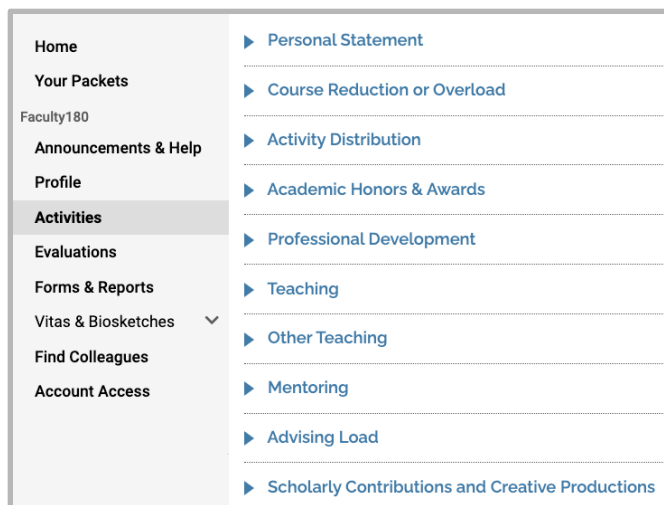 Home
Your Packets
Faculty180
Announcements & Help
Profile
Activities
Evaluations
Forms & Reports
Vitas & Biosketches
Find Colleagues
Account Access
Personal Statement
Course Reduction or Overload
Activity Distribution
Academic Honors & Awards
Professional Development
Teaching
Other Teaching
Mentoring
Advising Load
Scholarly Contributions and Creative Productions